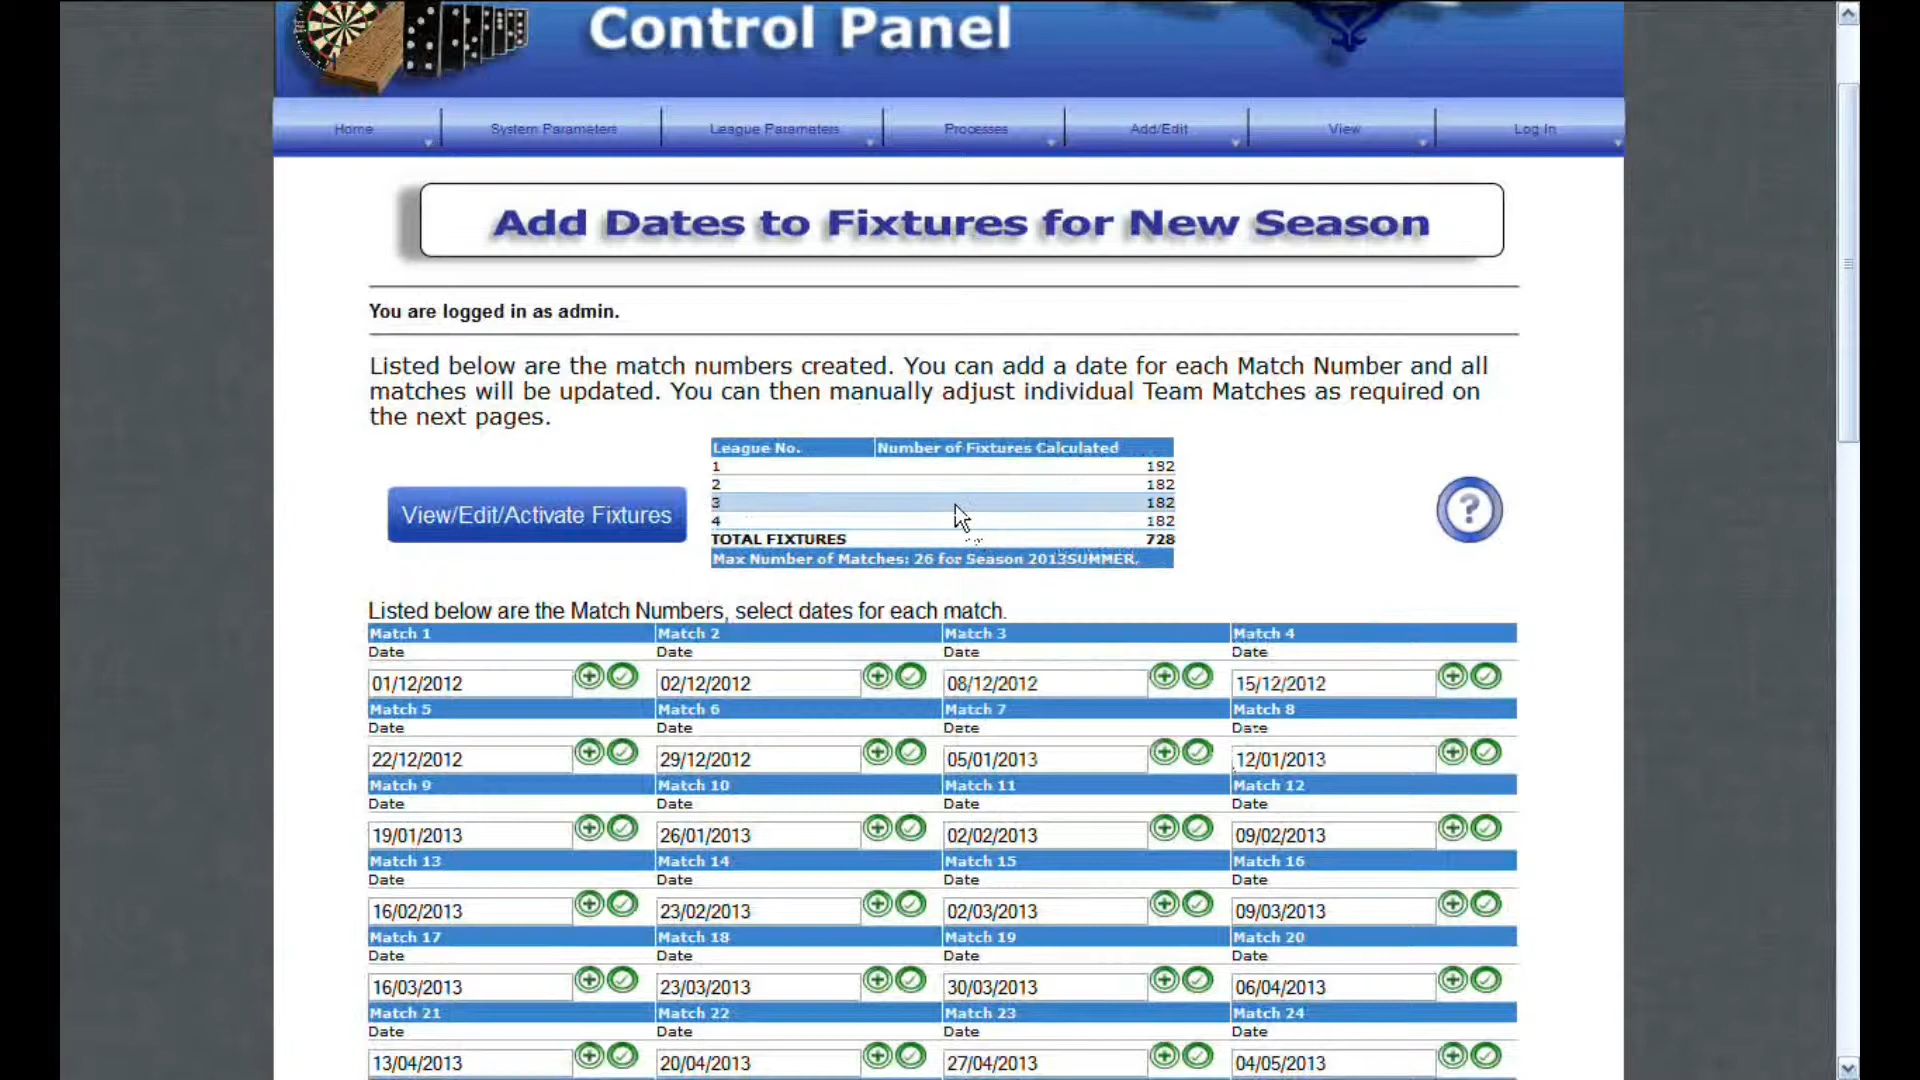 Control Panel
Home System Parameters League Parameters Processes Add/Edit View Log In
Add Dates to Fixtures for New Season
You are logged in as admin.
Listed below are the match numbers created. You can add a date for each Match Number and all
matches will be updated. You can then manually adjust individual Team Matches as required on
the next pages.
League No. Number of Fixtures Calculated
1 182
2 182
3 182
4 182
TOTAL FIXTURES 728
Max Number of Matches: 26 for Season 2013SUMMER.
View/Edit/Activate Fixtures
?
Listed below are the Match Numbers, select dates for each match.
Match 1 Match 2 Match 3 Match 4
Date Date Date Date
01/12/2012 02/12/2012 08/12/2012 15/12/2012
Match 5 Match 6 Match 7 Match 8
Date Date Date Date
22/12/2012 29/12/2012 05/01/2013 12/01/2013
Match 9 Match 10 Match 11 Match 12
Date Date Date Date
19/01/2013 26/01/2013 02/02/2013 09/02/2013
Match 13 Match 14 Match 15 Match 16
Date Date Date Date
16/02/2013 23/02/2013 02/03/2013 09/03/2013
Match 17 Match 18 Match 19 Match 20
Date Date Date Date
16/03/2013 23/03/2013 30/03/2013 06/04/2013
Match 21 Match 22 Match 23 Match 24
Date Date Date Date
13/04/2013 20/04/2013 27/04/2013 04/05/2013